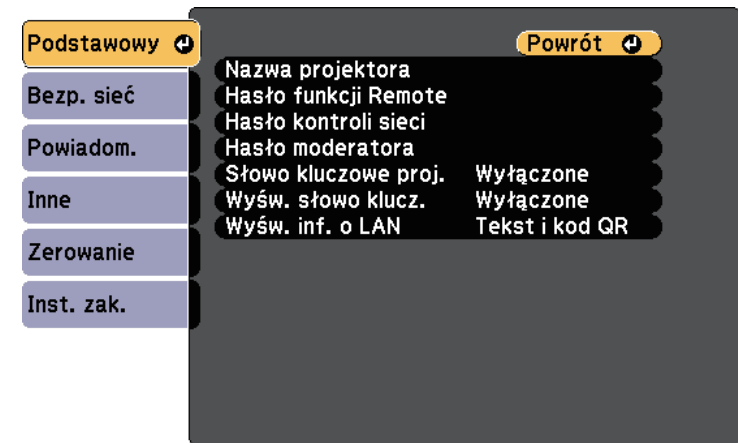 Podstawowy
Bezp. sieć
Powiadom.
Inne
Zerowanie
Inst. zak.
Powrót
Nazwa projektora
Hasło funkcji Remote
Hasło kontroli sieci
Hasło moderatora
Słowo kluczowe proj. Wyłączone
Wyśw. słowo klucz. Wyłączone
Wyśw. inf. o LAN Tekst i kod QR